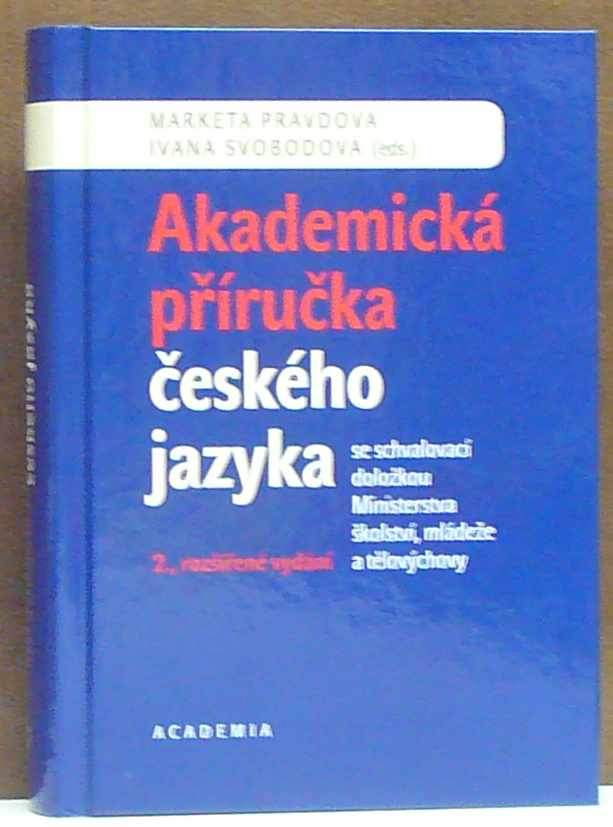 MARKÉTA PRAVDOVÁ
IVANA SVOBODOVÁ (eds.)
Akademická
příručka
českého
jazyka
se schvalovací
doložkou
Ministerstva
školství, mládeže
a tělovýchovy
2., rozšířené vydání
ACADEMIA